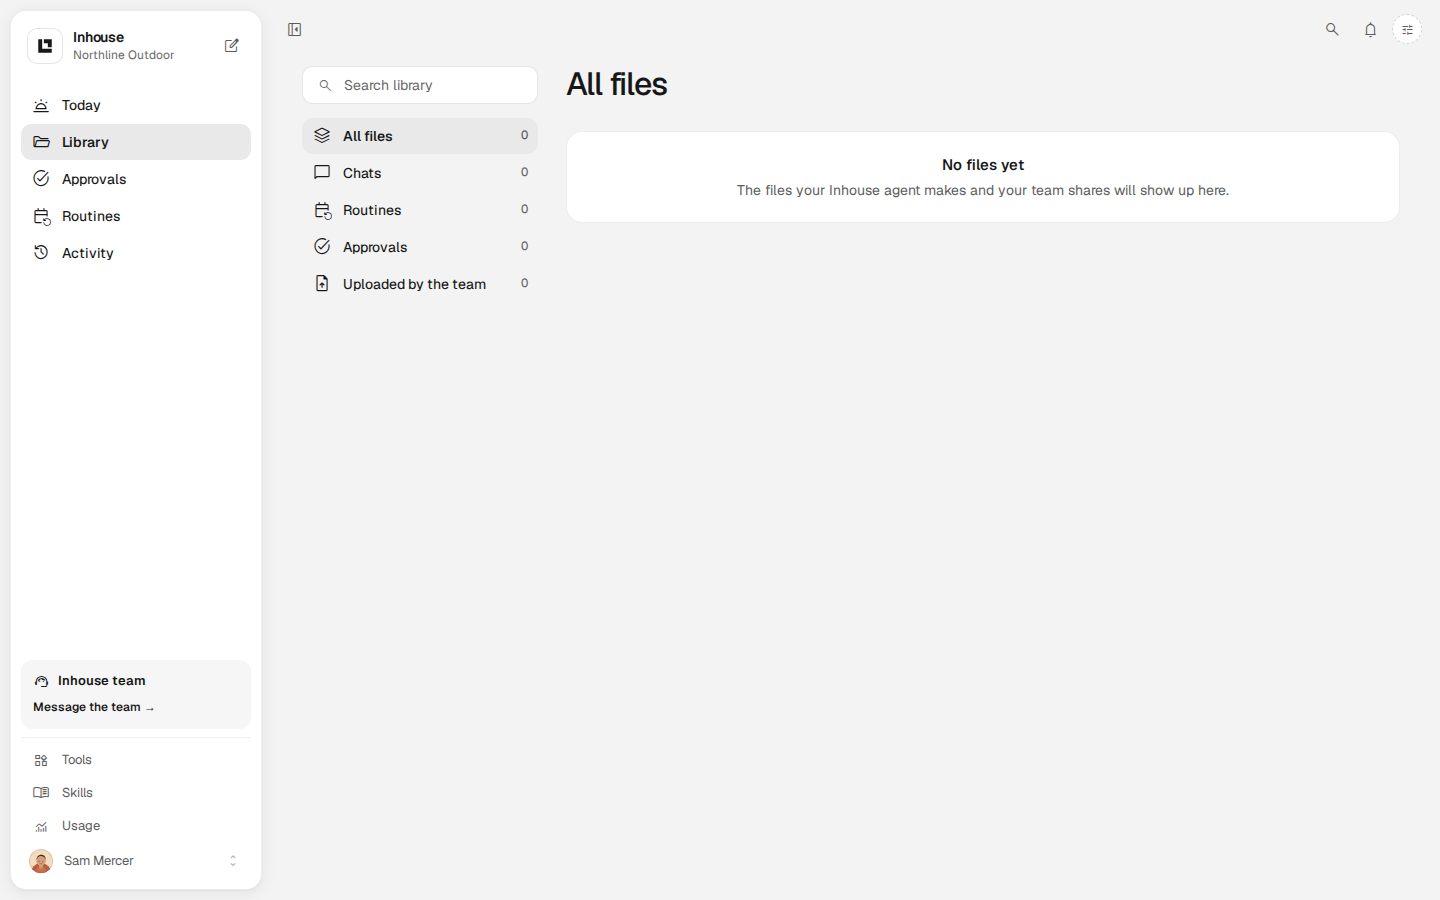 Inhouse
Northline Outdoor
Today
Library
Approvals
Routines
Activity
Inhouse team
Message the team →
Tools
Skills
Usage
Sam Mercer
Search library
All files 0
Chats 0
Routines 0
Approvals 0
Uploaded by the team 0
All files
No files yet
The files your Inhouse agent makes and your team shares will show up here.